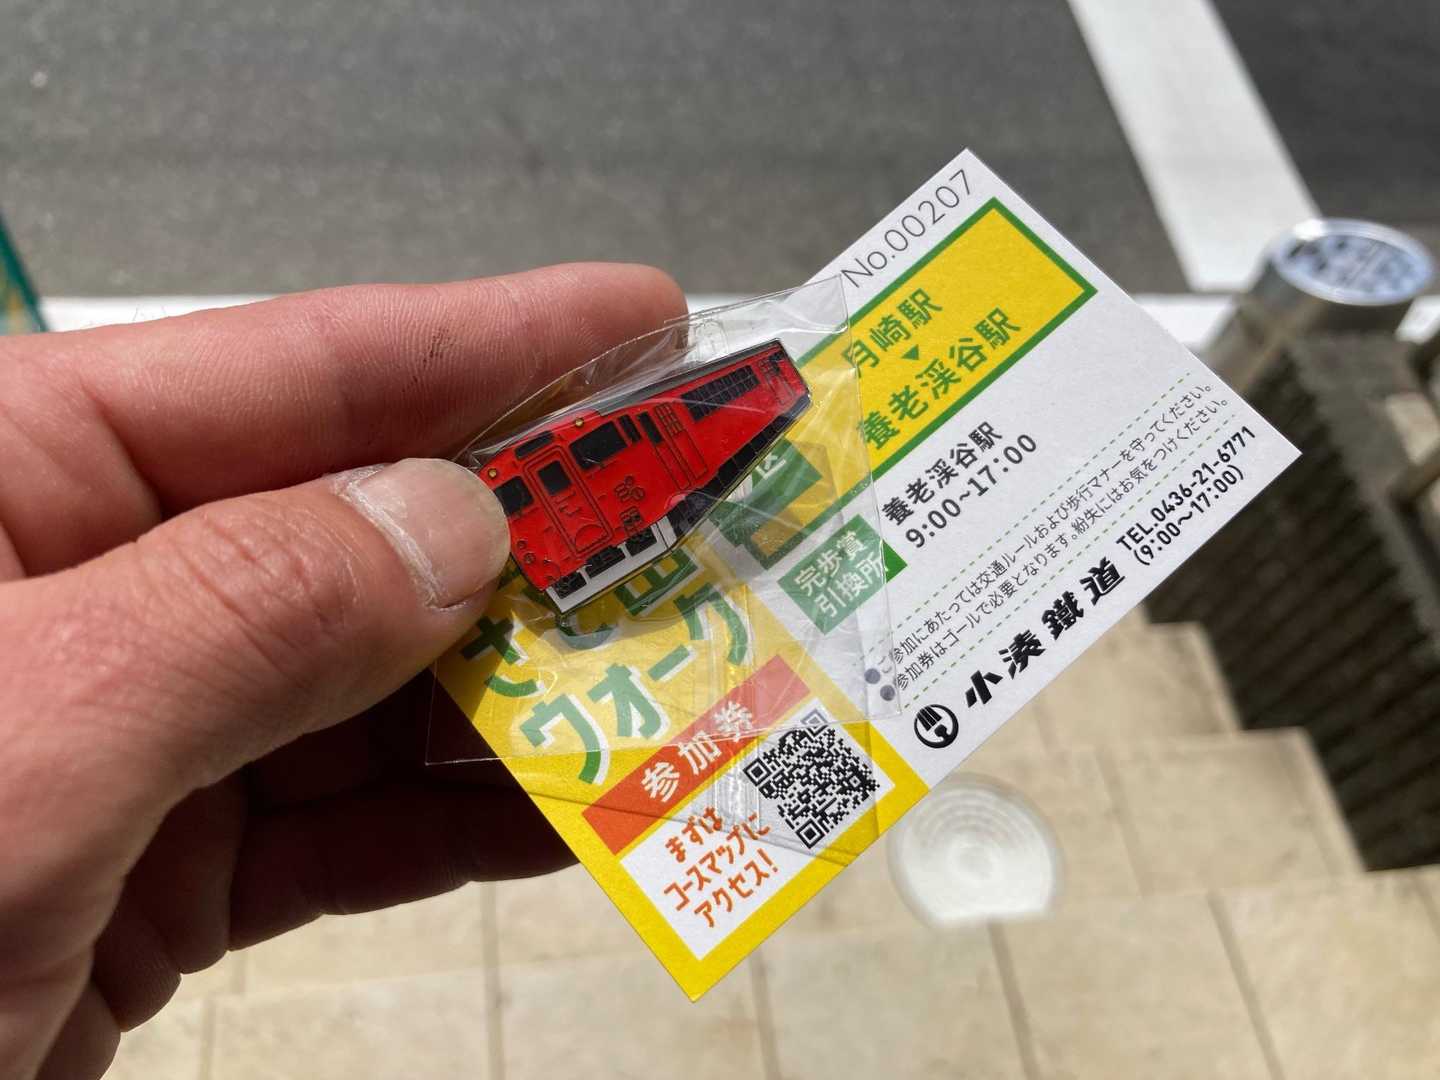 No.00207
月崎駅
▼
養老渓谷駅
養老渓谷駅
9:00~17:00
完歩賞
引換所
ウォーク
参加券
まずは
コースマップに
アクセス!
●ご参加にあたっては交通ルールおよび歩行マナーを守ってください。
●参加券はゴールで必要となります。紛失にはお気をつけください。
小湊鐵道
TEL.0436-21-6771
(9:00~17:00)